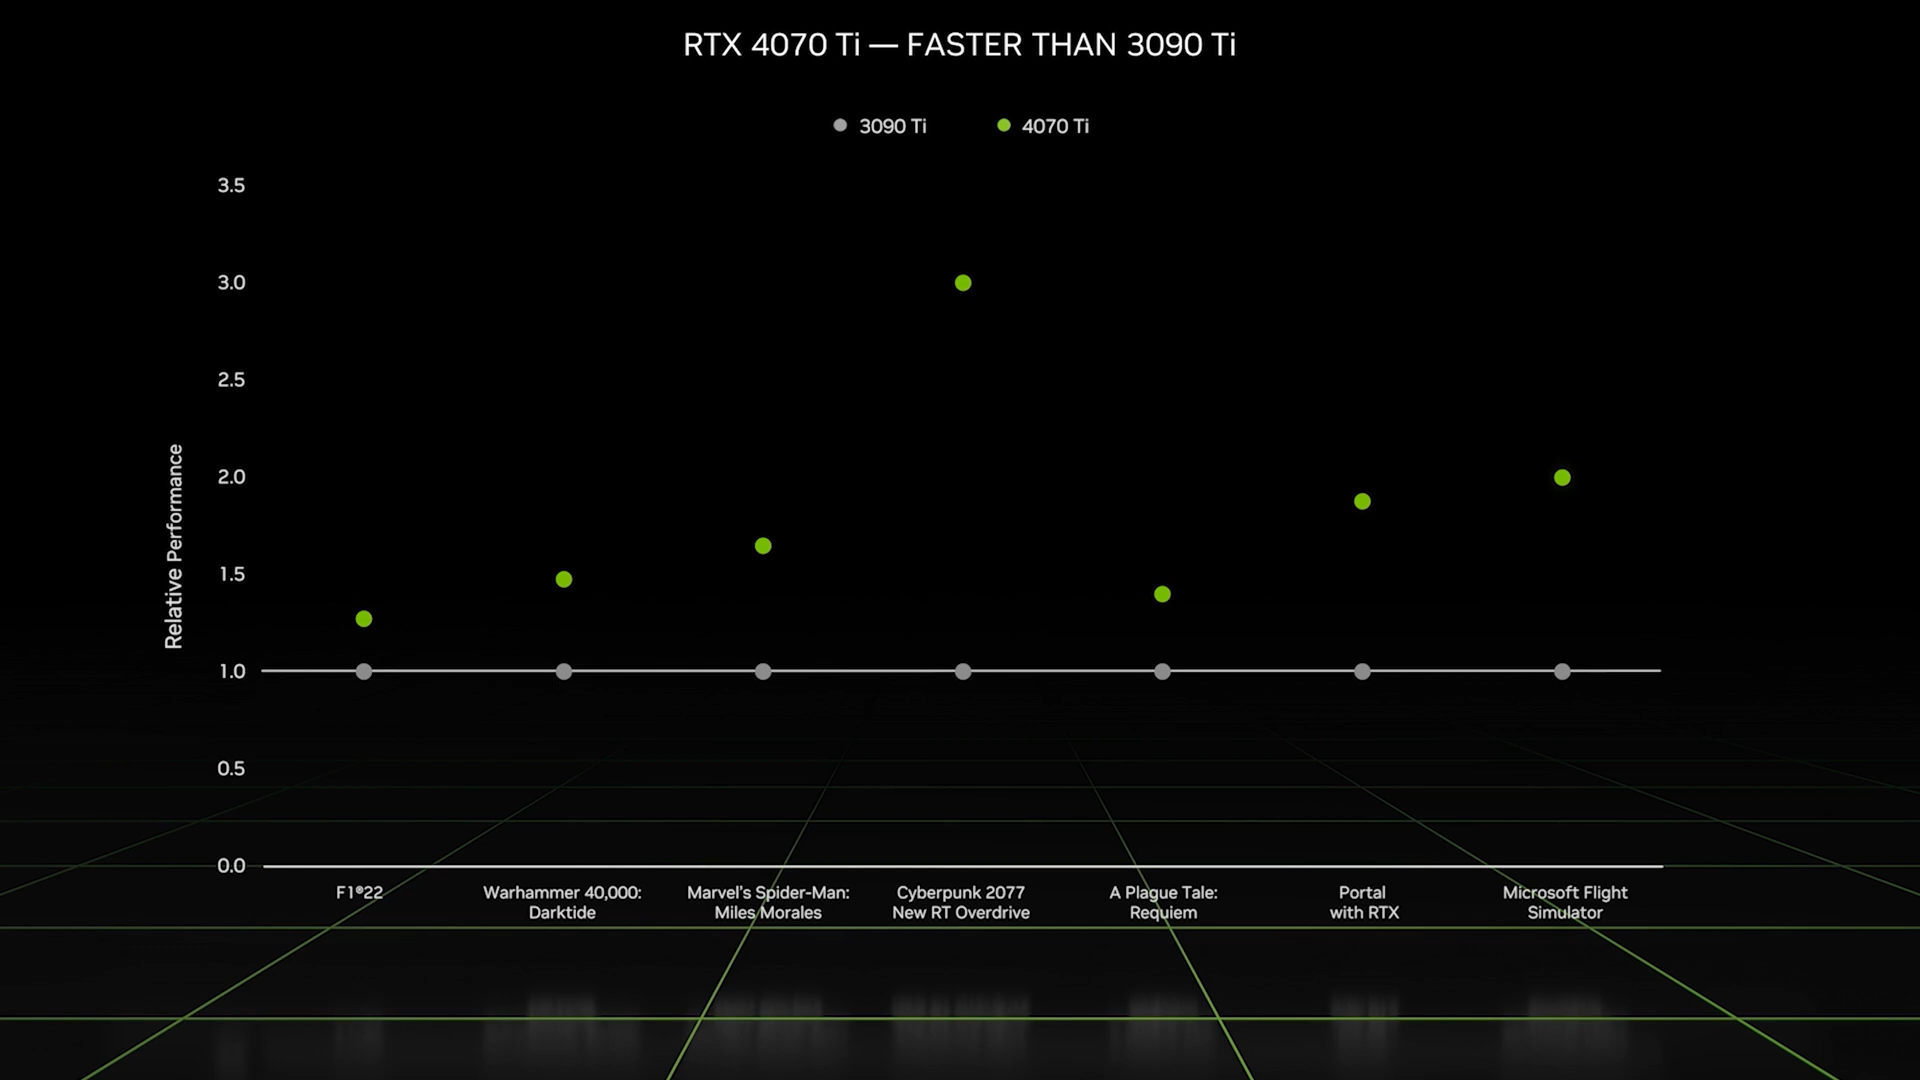 RTX 4070 Ti — FASTER THAN 3090 Ti
3090 Ti
4070 Ti
3.5
3.0
2.5
2.0
1.5
1.0
0.5
0.0
Relative Performance
F1®22
Warhammer 40,000:
Darktide
Marvel's Spider-Man:
Miles Morales
Cyberpunk 2077
New RT Overdrive
A Plague Tale:
Requiem
Portal
with RTX
Microsoft Flight
Simulator